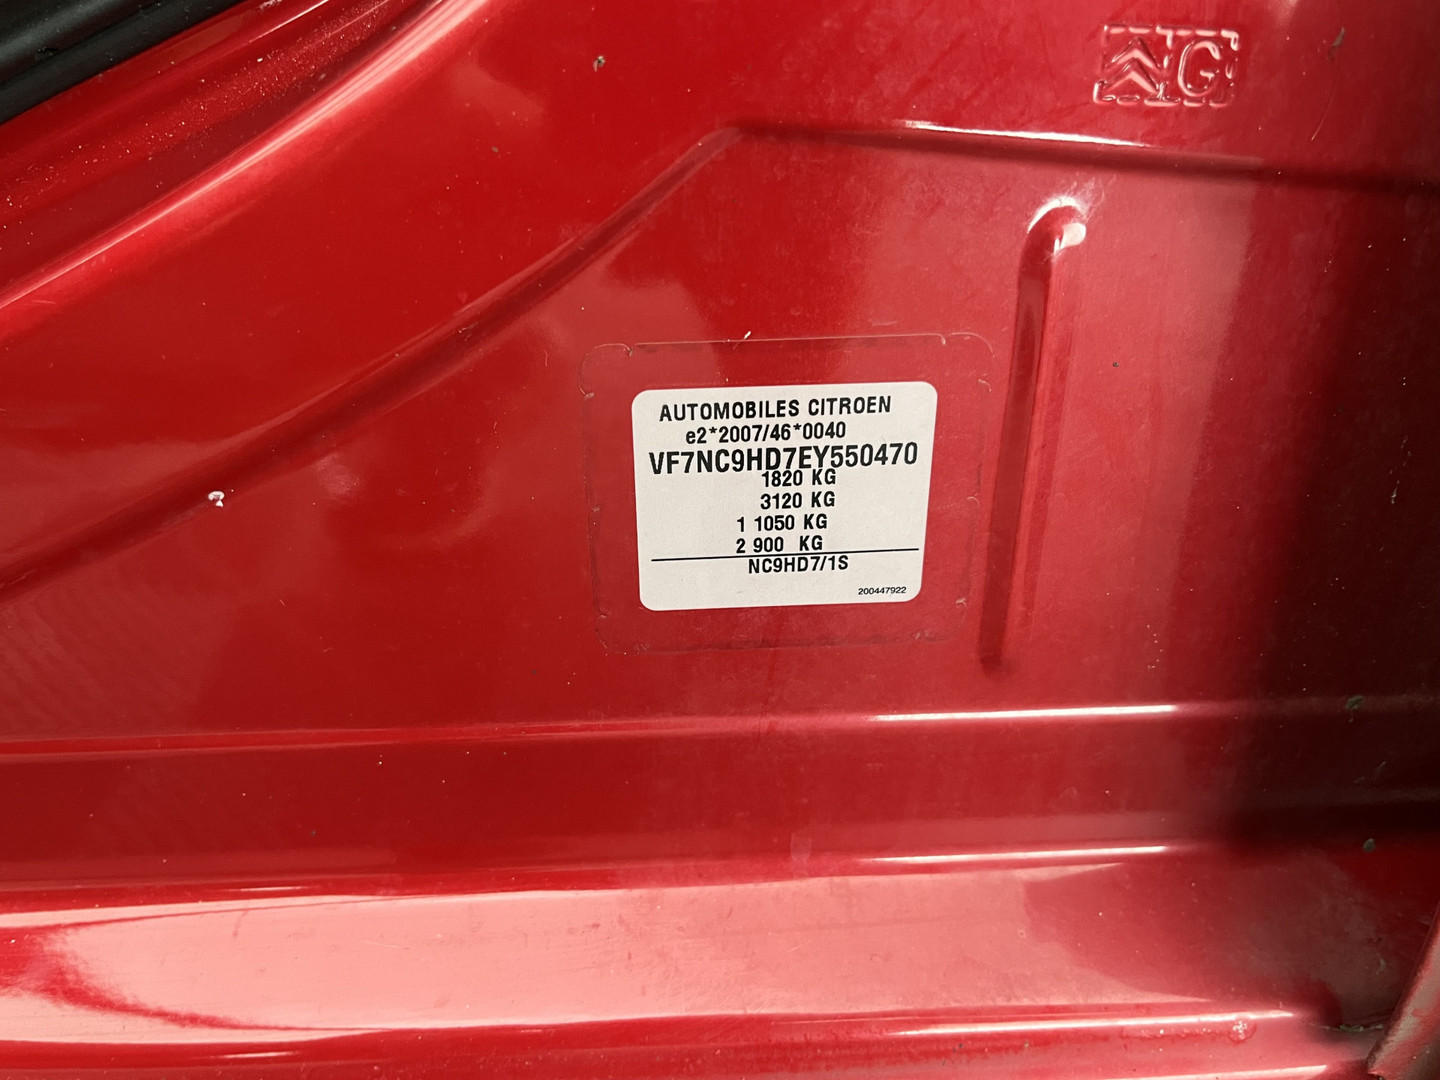 G
AUTOMOBILES CITROEN
e2*2007/46*0040
VF7NC9HD7EY550470
1820 KG
3120 KG
1 1050 KG
2 900 KG
NC9HD7/1S
200447922